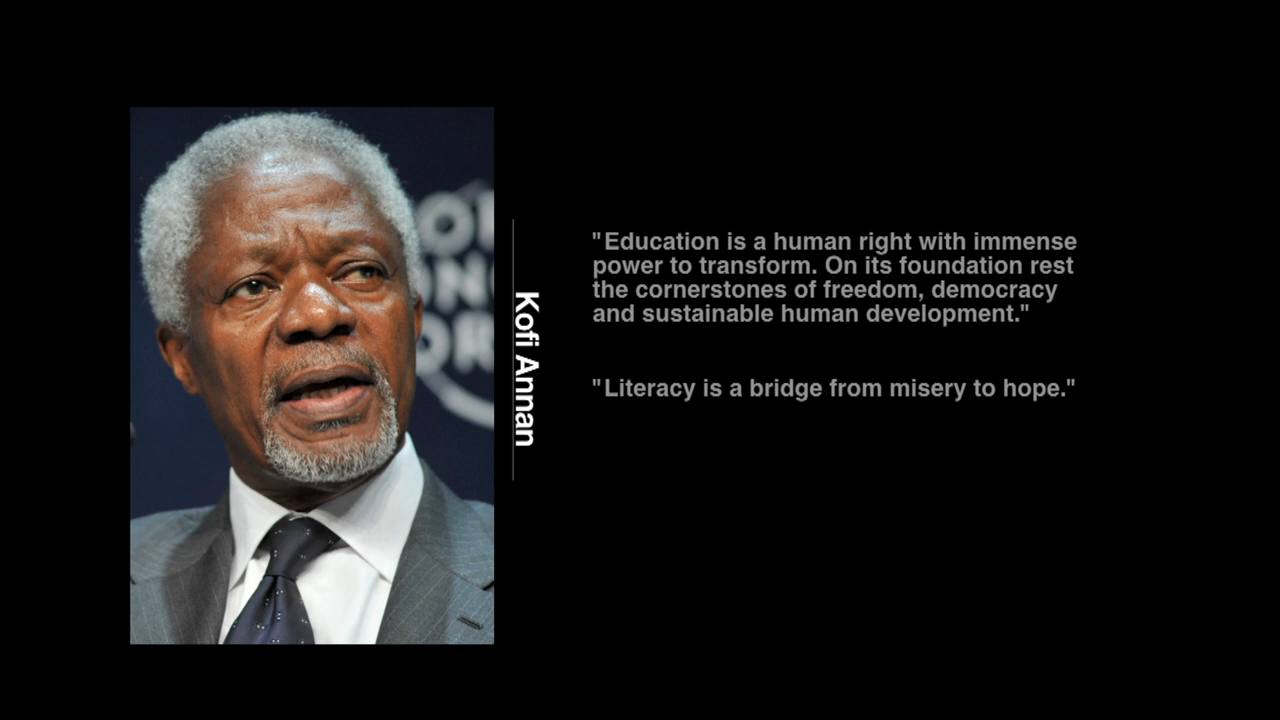 Kofi Annan
"Education is a human right with immense
power to transform. On its foundation rest
the cornerstones of freedom, democracy
and sustainable human development."
"Literacy is a bridge from misery to hope."